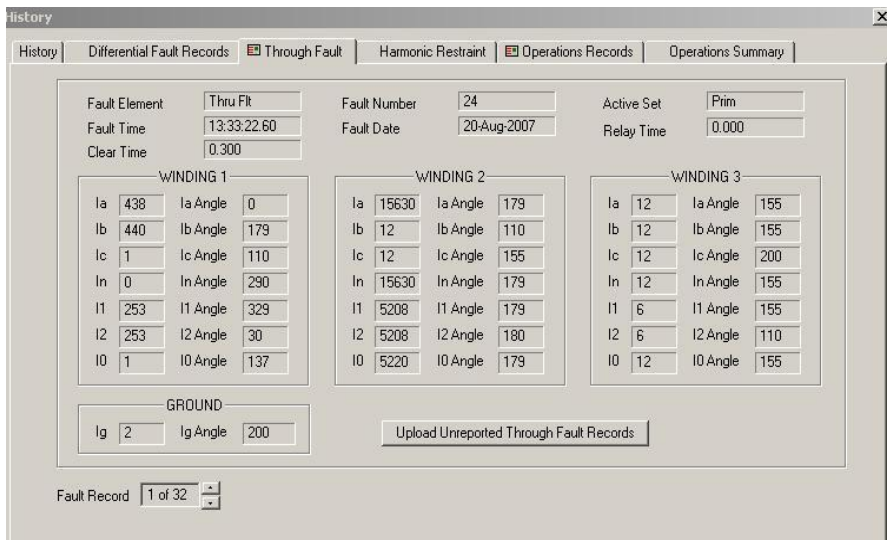 History
History Differential Fault Records Through Fault Harmonic Restraint Operations Records Operations Summary
Fault Element Thru Flt Fault Number 24 Active Set Prim
Fault Time 13:33:22.60 Fault Date 20-Aug-2007 Relay Time 0.000
Clear Time 0.300
WINDING 1 WINDING 2 WINDING 3
Ia 438 Ia Angle 0 Ia 15630 Ia Angle 179 Ia 12 Ia Angle 155
Ib 440 Ib Angle 179 Ib 12 Ib Angle 110 Ib 12 Ib Angle 155
Ic 1 Ic Angle 110 Ic 12 Ic Angle 155 Ic 12 Ic Angle 200
In 0 In Angle 290 In 15630 In Angle 179 In 12 In Angle 155
I1 253 I1 Angle 329 I1 5208 I1 Angle 179 I1 6 I1 Angle 155
I2 253 I2 Angle 30 I2 5208 I2 Angle 180 I2 6 I2 Angle 110
I0 1 I0 Angle 137 I0 5220 I0 Angle 179 I0 12 I0 Angle 155
GROUND
Ig 2 Ig Angle 200 Upload Unreported Through Fault Records
Fault Record 1 of 32